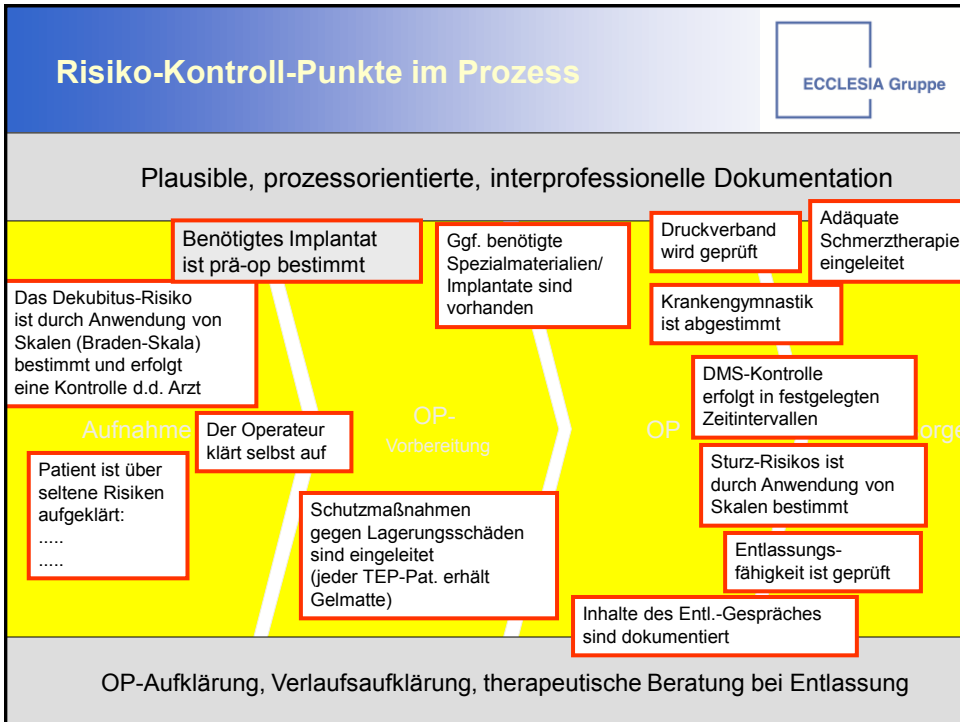 Risiko-Kontroll-Punkte im Prozess
ECCLESIA Gruppe
Plausible, prozessorientierte, interprofessionelle Dokumentation
Benötigtes Implantat
ist prä-op bestimmt
Das Dekubitus-Risiko
ist durch Anwendung von
Skalen (Braden-Skala)
bestimmt und erfolgt
eine Kontrolle d.d. Arzt
Aufnahme
Der Operateur
klärt selbst auf
Patient ist über
seltene Risiken
aufgeklärt:
.....
.....
Ggf. benötigte
Spezialmaterialien/
Implantate sind
vorhanden
OP-
Vorbereitung
Schutzmaßnahmen
gegen Lagerungsschäden
sind eingeleitet
(jeder TEP-Pat. erhält
Gelmatte)
OP
Druckverband
wird geprüft
Adäquate
Schmerztherapie
eingeleitet
Krankengymnastik
ist abgestimmt
DMS-Kontrolle
erfolgt in festgelegten
Zeitintervallen
orge
Sturz-Risikos ist
durch Anwendung von
Skalen bestimmt
Entlassungs-
fähigkeit ist geprüft
Inhalte des Entl.-Gespräches
sind dokumentiert
OP-Aufklärung, Verlaufsaufklärung, therapeutische Beratung bei Entlassung